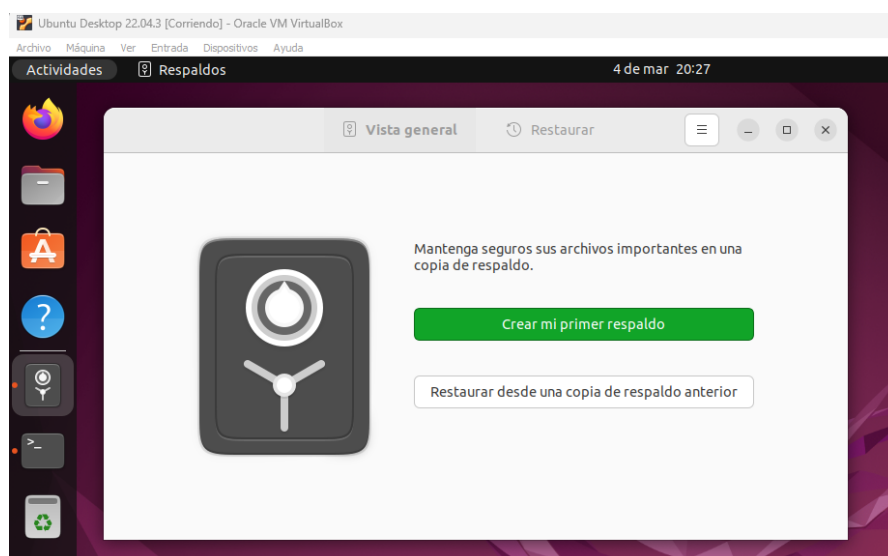 Ubuntu Desktop 22.04.3 [Corriendo] - Oracle VM VirtualBox
Archivo Máquina Ver Entrada Dispositivos Ayuda
Actividades Respaldos 4 de mar 20:27
Vista general Restaurar
Mantenga seguros sus archivos importantes en una
copia de respaldo.
Crear mi primer respaldo
Restaurar desde una copia de respaldo anterior